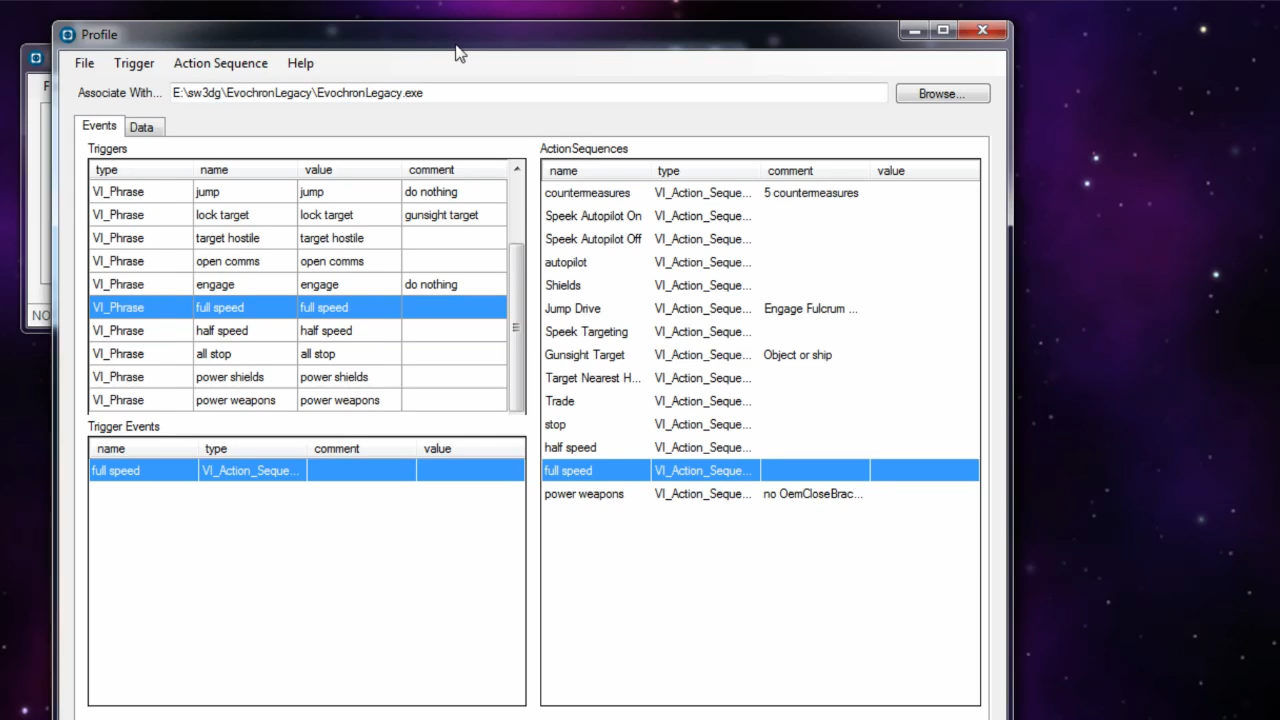 Profile
File Trigger Action Sequence Help
Associate With... E:\sw3dg\EvochronLegacy\EvochronLegacy.exe Browse...
Events Data
Triggers
type name value comment
VI_Phrase jump jump do nothing
VI_Phrase lock target lock target gunsight target
VI_Phrase target hostile target hostile
VI_Phrase open comms open comms
VI_Phrase engage engage do nothing
VI_Phrase full speed full speed
VI_Phrase half speed half speed
VI_Phrase all stop all stop
VI_Phrase power shields power shields
VI_Phrase power weapons power weapons
Trigger Events
name type comment value
full speed VI_Action_Seque...
ActionSequences
name type comment value
countermeasures VI_Action_Seque... 5 countermeasures
Speek Autopilot On VI_Action_Seque...
Speek Autopilot Off VI_Action_Seque...
autopilot VI_Action_Seque...
Shields VI_Action_Seque...
Jump Drive VI_Action_Seque... Engage Fulcrum ...
Speek Targeting VI_Action_Seque...
Gunsight Target VI_Action_Seque... Object or ship
Target Nearest H... VI_Action_Seque...
Trade VI_Action_Seque...
stop VI_Action_Seque...
half speed VI_Action_Seque...
full speed VI_Action_Seque...
power weapons VI_Action_Seque... no OemCloseBrac...
F
NO